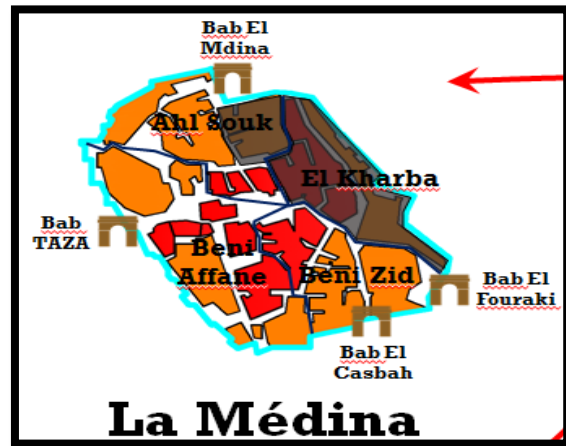 Bab El
Mdina
Ahl Souk
El Kharba
Bab
TAZA
Beni
Affane
Beni Zid
Bab El
Fouraki
Bab El
Casbah
La Médina